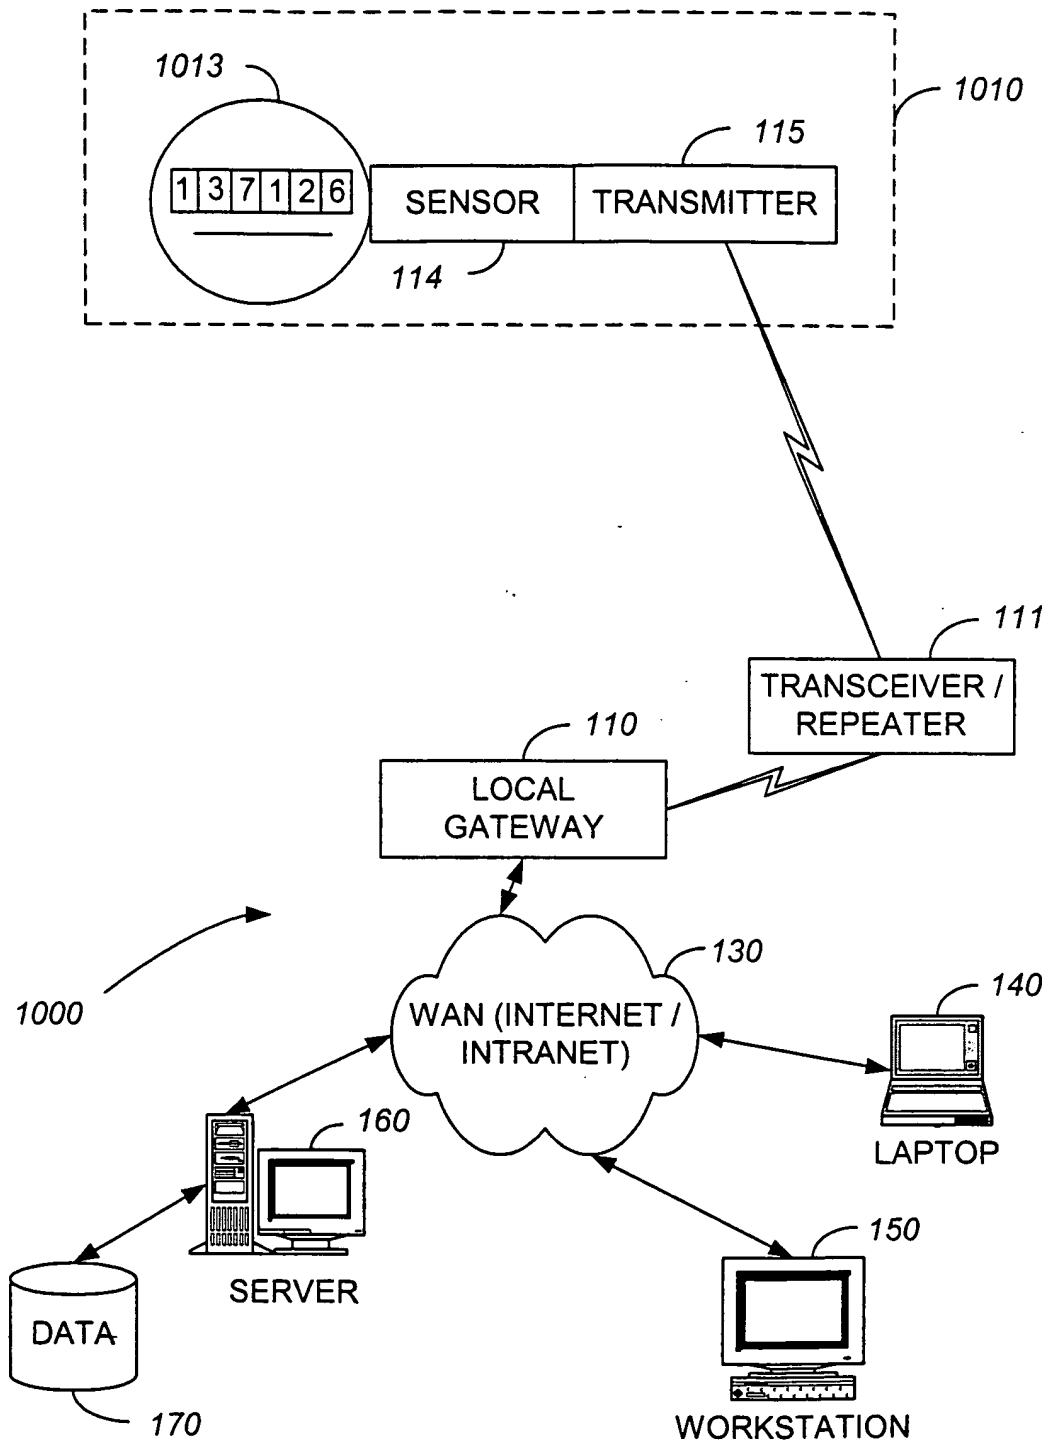 1013
1010
115
1 3 7 1 2 6
SENSOR
TRANSMITTER
114
111
TRANSCEIVER /
REPEATER
110
LOCAL
GATEWAY
130
140
1000
WAN (INTERNET /
INTRANET)
160
LAPTOP
150
SERVER
DATA
170
WORKSTATION